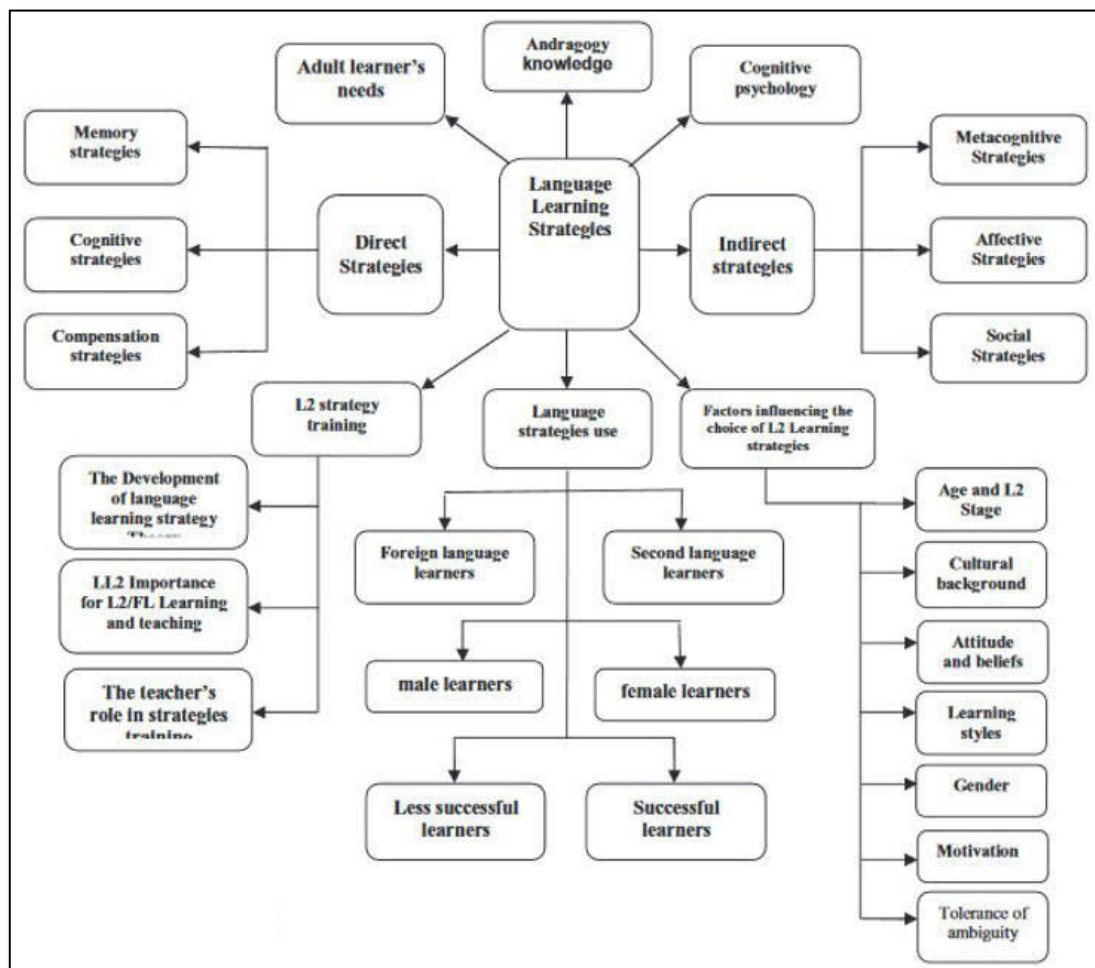 Andragogy
knowledge
Adult learner's
needs
Cognitive
psychology
Memory
strategies
Cognitive
strategies
Compensation
strategies
Direct
Strategies
Language
Learning
Strategies
Indirect
strategies
Metacognitive
Strategies
Affective
Strategies
Social
Strategies
L2 strategy
training
Language
strategies use
Factors influencing the
choice of L2 Learning
strategies
The Development
of language
learning strategy
LL2 Importance
for L2/FL Learning
and teaching
The teacher's
role in strategies
training
Foreign language
learners
Second language
learners
male learners
female learners
Less successful
learners
Successful
learners
Age and L2
Stage
Cultural
background
Attitude
and beliefs
Learning
styles
Gender
Motivation
Tolerance of
ambiguity